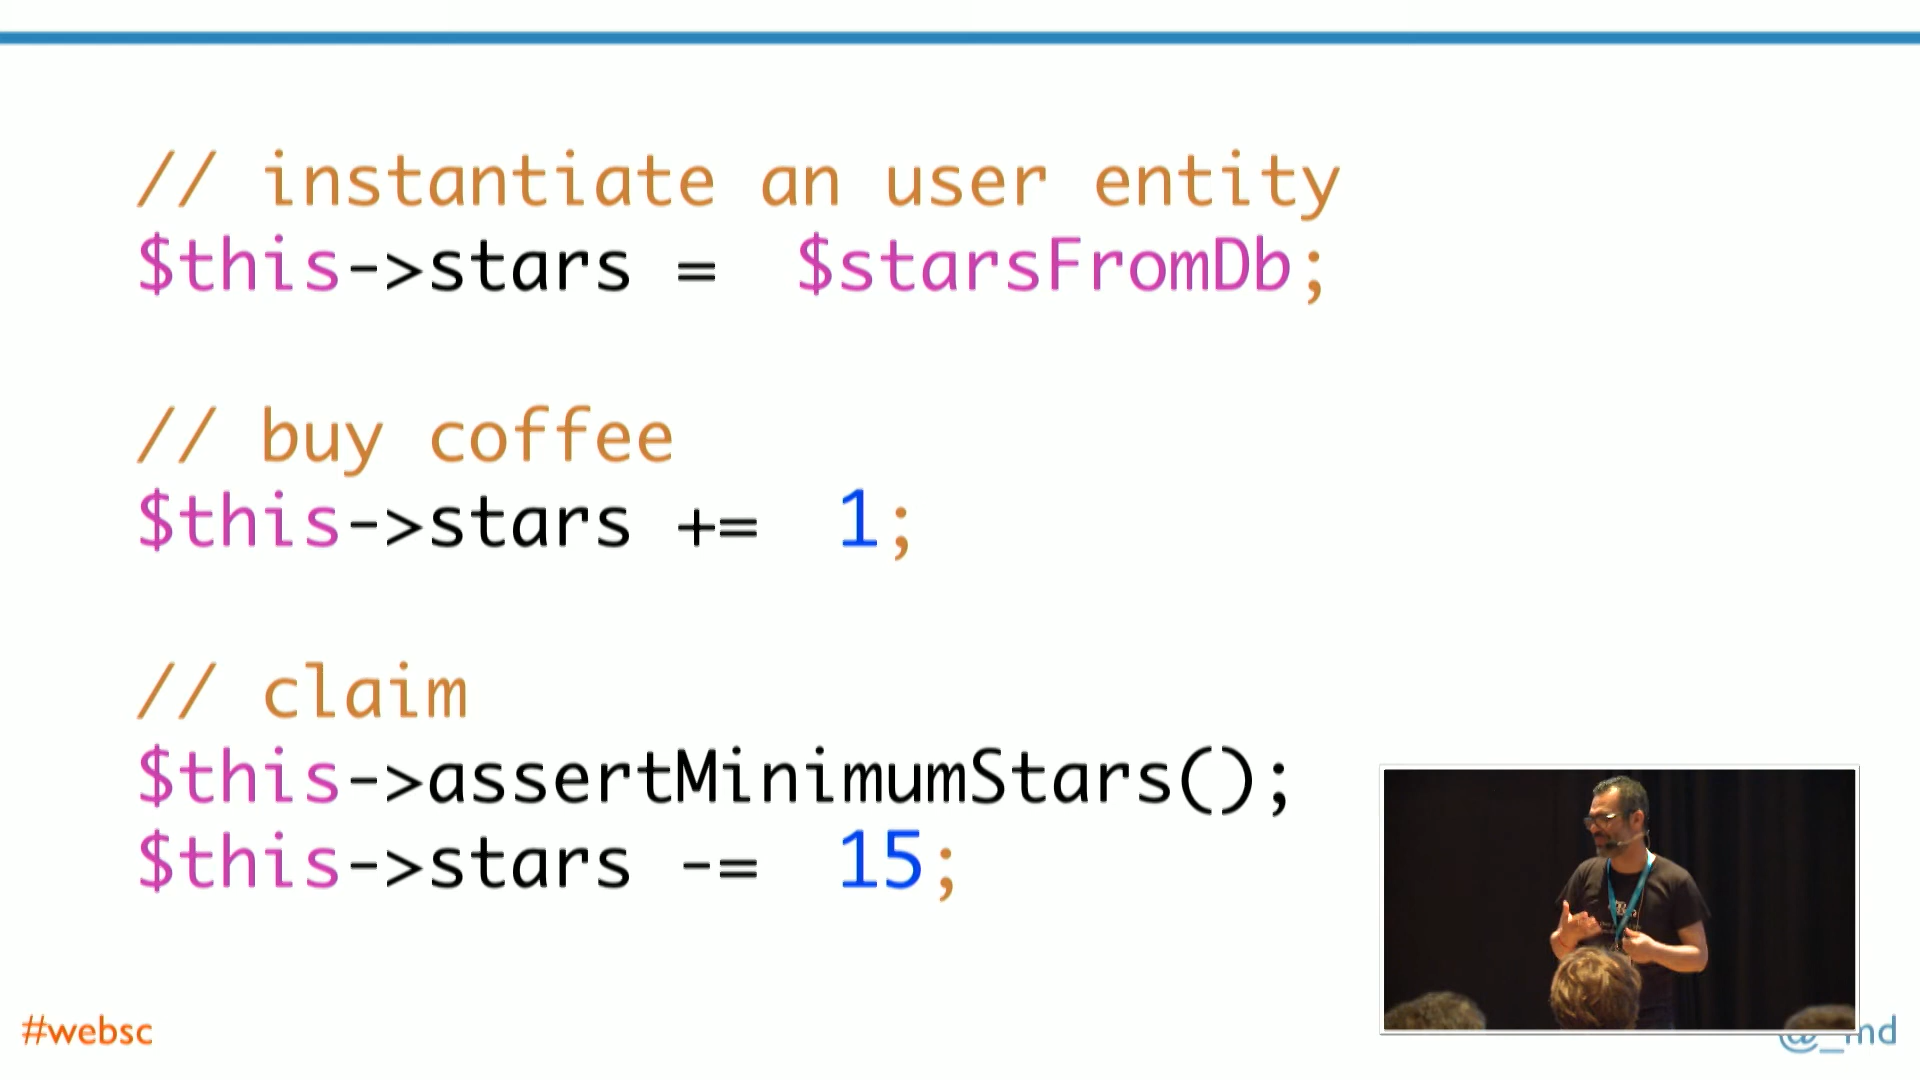 // instantiate an user entity
$this->stars = $starsFromDb;
// buy coffee
$this->stars += 1;
// claim
$this->assertMinimumStars();
$this->stars -= 15;
#websc